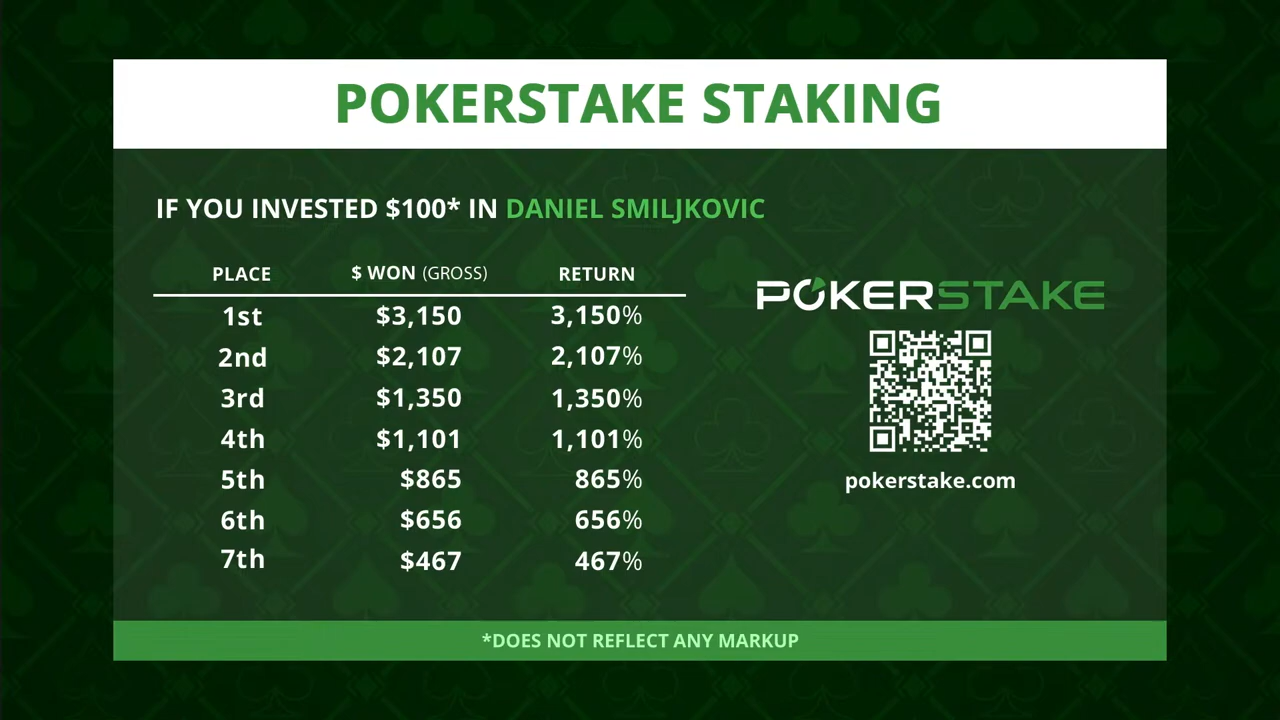 POKERSTAKE STAKING
IF YOU INVESTED $100* IN DANIEL SMILJKOVIC
PLACE $ WON (GROSS) RETURN
1st $3,150 3,150%
2nd $2,107 2,107%
3rd $1,350 1,350%
4th $1,101 1,101%
5th $865 865%
6th $656 656%
7th $467 467%
POKERSTAKE
pokerstake.com
*DOES NOT REFLECT ANY MARKUP